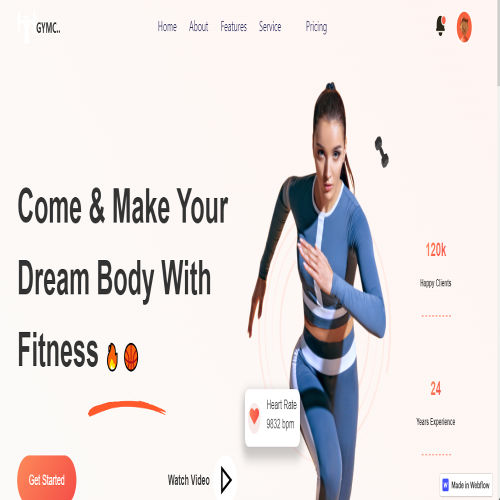 GYMC..
Home About Features Service Pricing
Come & Make Your
Dream Body With
Fitness
120k
Happy Clients
24
Years Experience
Heart Rate
9832 bpm
Get Started
Watch Video
Made in Webflow